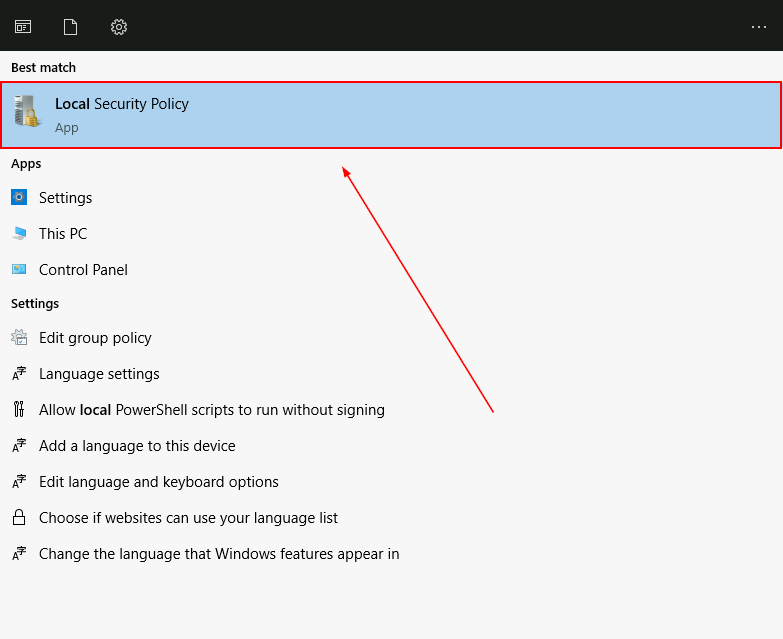 Best match
Local Security Policy
App
Apps
Settings
This PC
Control Panel
Settings
Edit group policy
Language settings
Allow local PowerShell scripts to run without signing
Add a language to this device
Edit language and keyboard options
Choose if websites can use your language list
Change the language that Windows features appear in